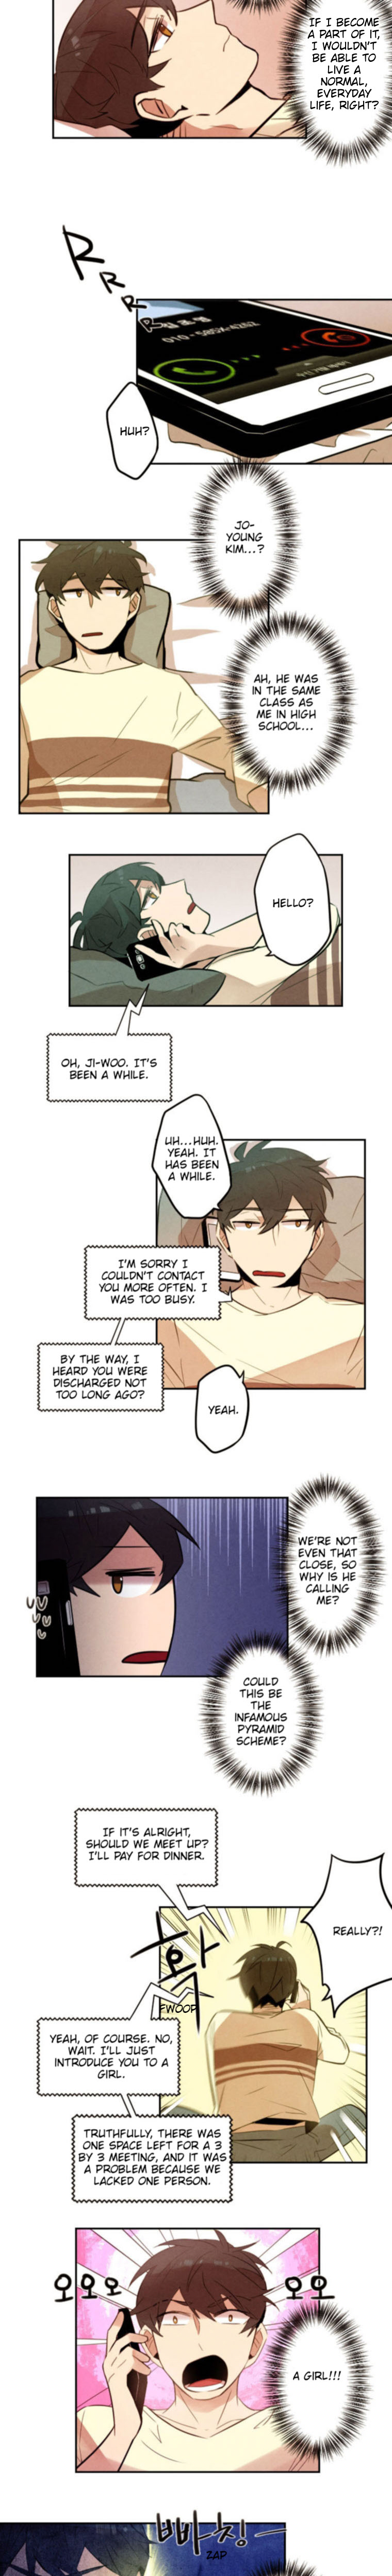 IF I BECOME
A PART OF IT,
I WOULDN'T
BE ABLE TO
LIVE A
NORMAL,
EVERYDAY
LIFE, RIGHT?
R
R
R
R
HUH?
JO-
YOUNG
KIM...?
AH, HE WAS
IN THE SAME
CLASS AS
ME IN HIGH
SCHOOL...
HELLO?
OH, JI-WOO. IT'S
BEEN A WHILE.
UH...HUH.
YEAH. IT
HAS BEEN
A WHILE.
I'M SORRY I
COULDN'T CONTACT
YOU MORE OFTEN. I
WAS TOO BUSY.
BY THE WAY, I
HEARD YOU WERE
DISCHARGED NOT
TOO LONG AGO?
YEAH.
WE'RE NOT
EVEN THAT
CLOSE, SO
WHY IS HE
CALLING
ME?
COULD
THIS BE
THE
INFAMOUS
PYRAMID
SCHEME?
IF IT'S ALRIGHT,
SHOULD WE MEET UP?
I'LL PAY FOR DINNER.
REALLY?!
화
FWOOP
YEAH, OF COURSE. NO,
WAIT. I'LL JUST
INTRODUCE YOU TO A
GIRL.
TRUTHFULLY, THERE WAS
ONE SPACE LEFT FOR A 3
BY 3 MEETING, AND IT WAS
A PROBLEM BECAUSE WE
LACKED ONE PERSON.
오오오
오오
A GIRL!!!
빠칭
ZAP